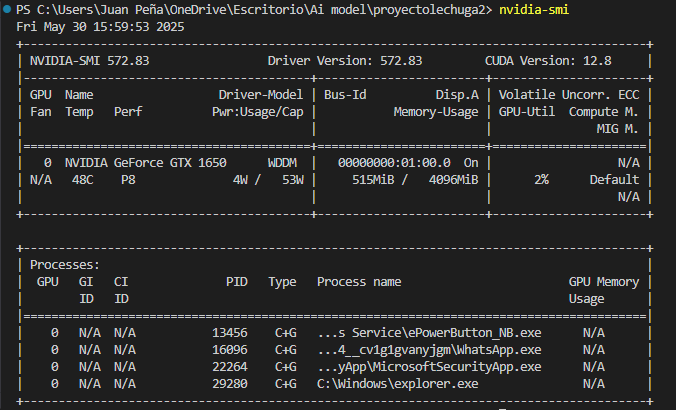 PS C:\Users\Juan Peña\OneDrive\Escritorio\Ai model\proyectolechuga2> nvidia-smi
Fri May 30 15:59:53 2025
+-----------------------------------------------------------------------------------------+
| NVIDIA-SMI 572.83                 Driver Version: 572.83         CUDA Version: 12.8     |
|-----------------------------------------+------------------------+----------------------+
| GPU  Name                  Driver-Model | Bus-Id          Disp.A | Volatile Uncorr. ECC |
| Fan  Temp   Perf          Pwr:Usage/Cap |           Memory-Usage | GPU-Util  Compute M. |
|                                         |                        |               MIG M. |
|=========================================+========================+======================|
|   0  NVIDIA GeForce GTX 1650      WDDM  |   00000000:01:00.0  On |                  N/A |
| N/A   48C    P8              4W /   53W |     515MiB /   4096MiB |      2%      Default |
|                                         |                        |                  N/A |
+-----------------------------------------+------------------------+----------------------+

+-----------------------------------------------------------------------------------------+
| Processes:                                                                              |
|  GPU   GI   CI              PID   Type   Process name                        GPU Memory |
|        ID   ID                                                               Usage      |
|=========================================================================================|
|    0   N/A  N/A           13456    C+G   ...s Service\ePowerButton_NB.exe      N/A      |
|    0   N/A  N/A           16096    C+G   ...4__cv1g1gvanyjgm\WhatsApp.exe      N/A      |
|    0   N/A  N/A           22264    C+G   ...yApp\MicrosoftSecurityApp.exe      N/A      |
|    0   N/A  N/A           29280    C+G   C:\Windows\explorer.exe               N/A      |
+-----------------------------------------------------------------------------------------+